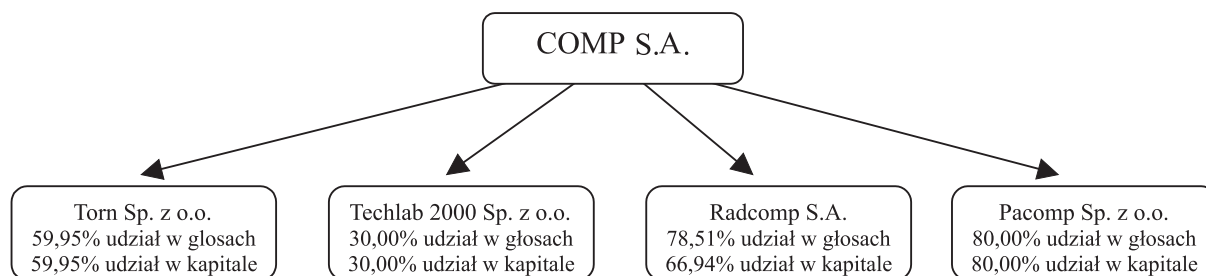 COMP S.A.
Torn Sp. z o.o.
59,95% udział w glosach
59,95% udział w kapitale
Techlab 2000 Sp. z o.o.
30,00% udział w głosach
30,00% udział w kapitale
Radcomp S.A.
78,51% udział w głosach
66,94% udział w kapitale
Pacomp Sp. z o.o.
80,00% udział w głosach
80,00% udział w kapitale